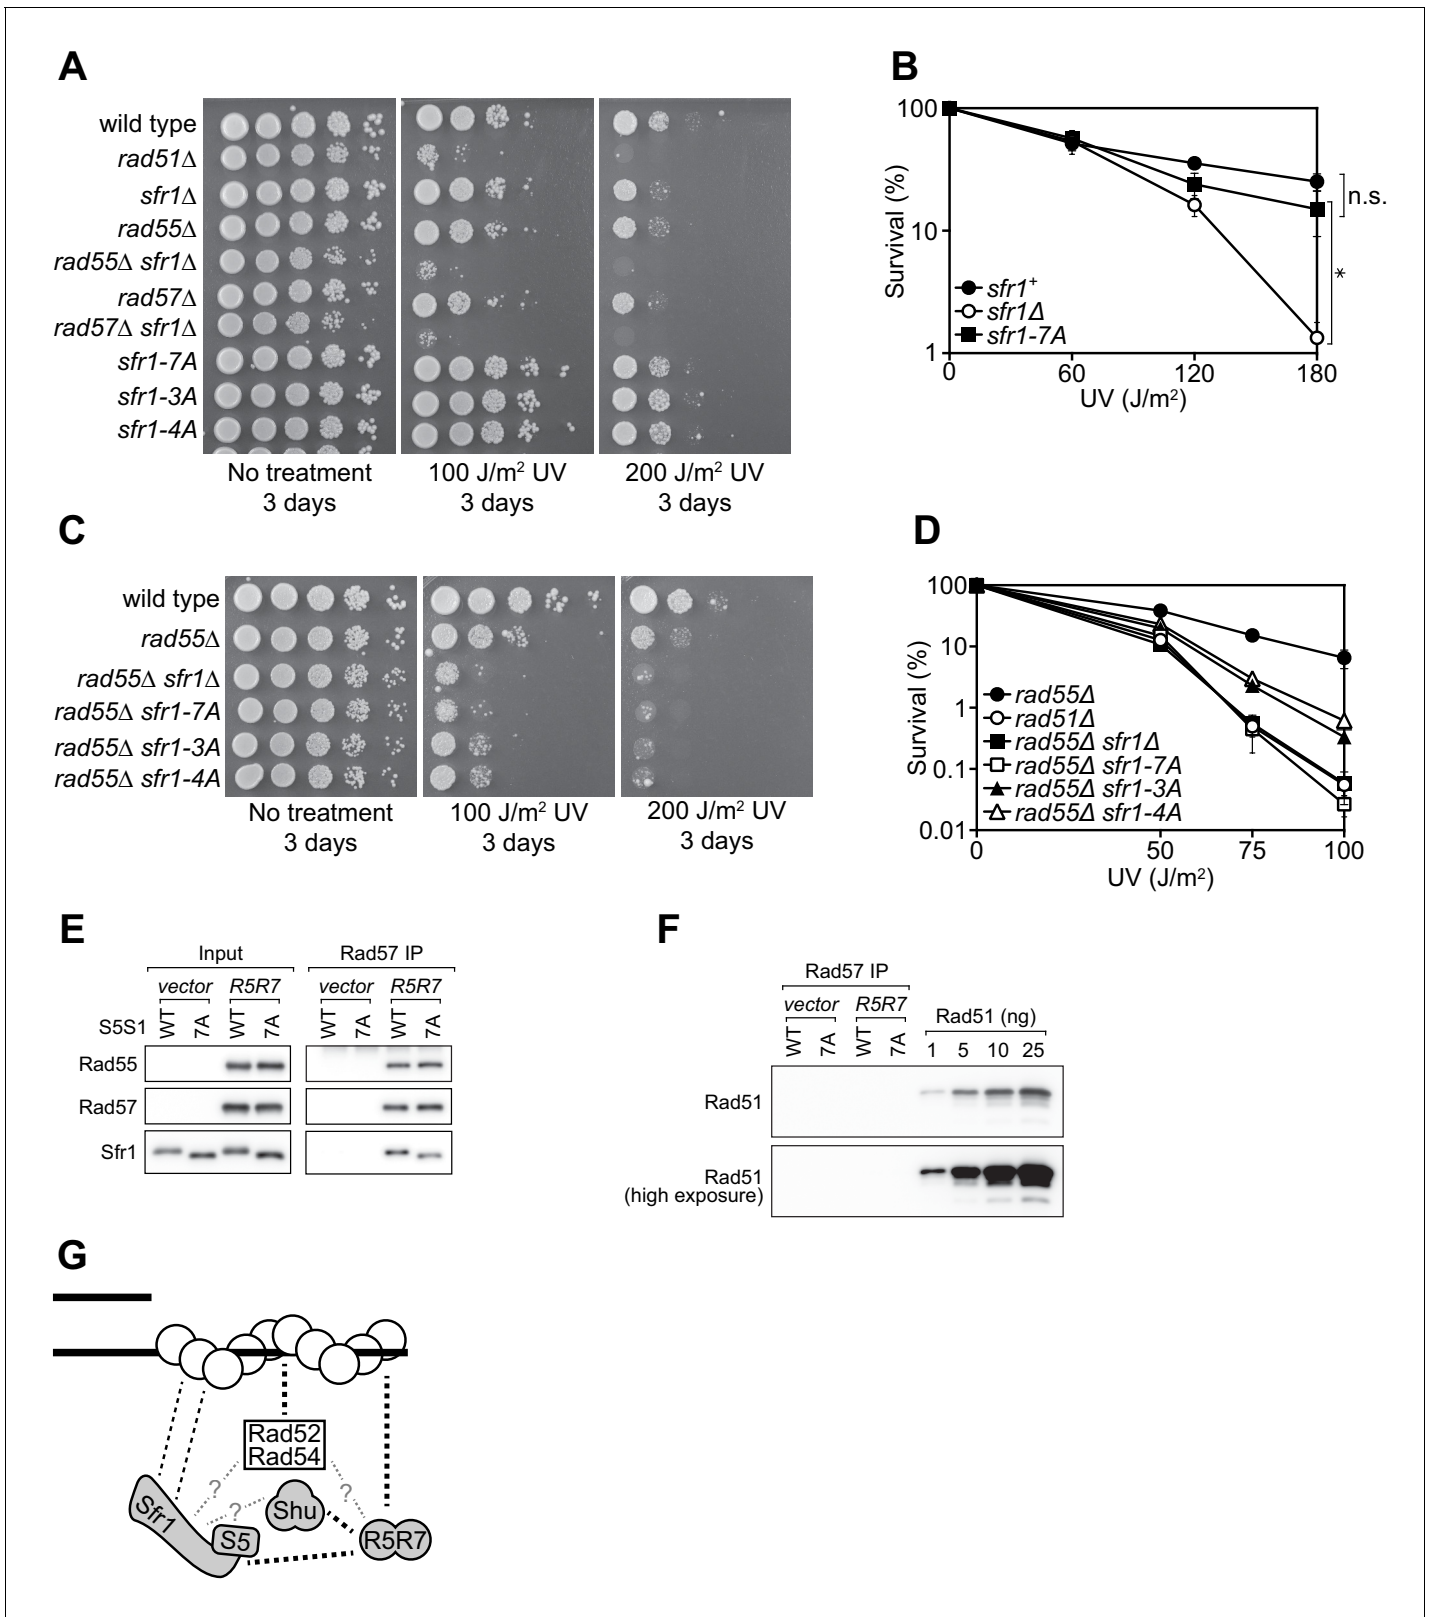 A
wild type
rad51Δ
sfr1Δ
rad55Δ
rad55Δ sfr1Δ
rad57Δ
rad57Δ sfr1Δ
sfr1-7A
sfr1-3A
sfr1-4A
No treatment
3 days
100 J/m² UV
3 days
200 J/m² UV
3 days
B
Survival (%)
100
10
1
0
60
120
180
UV (J/m²)
sfr1⁺
sfr1Δ
sfr1-7A
n.s.
*
C
wild type
rad55Δ
rad55Δ sfr1Δ
rad55Δ sfr1-7A
rad55Δ sfr1-3A
rad55Δ sfr1-4A
No treatment
3 days
100 J/m² UV
3 days
200 J/m² UV
3 days
D
Survival (%)
100
10
1
0.1
0.01
0
50
75
100
UV (J/m²)
rad55Δ
rad51Δ
rad55Δ sfr1Δ
rad55Δ sfr1-7A
rad55Δ sfr1-3A
rad55Δ sfr1-4A
E
Input
Rad57 IP
vector R5R7 vector R5R7
S5S1 WT 7A WT 7A WT 7A WT 7A
Rad55
Rad57
Sfr1
F
Rad57 IP
vector R5R7
Rad51 (ng)
WT 7A WT 7A 1 5 10 25
Rad51
Rad51
(high exposure)
G
Rad52
Rad54
?
?
?
Sfr1
S5
Shu
R5R7